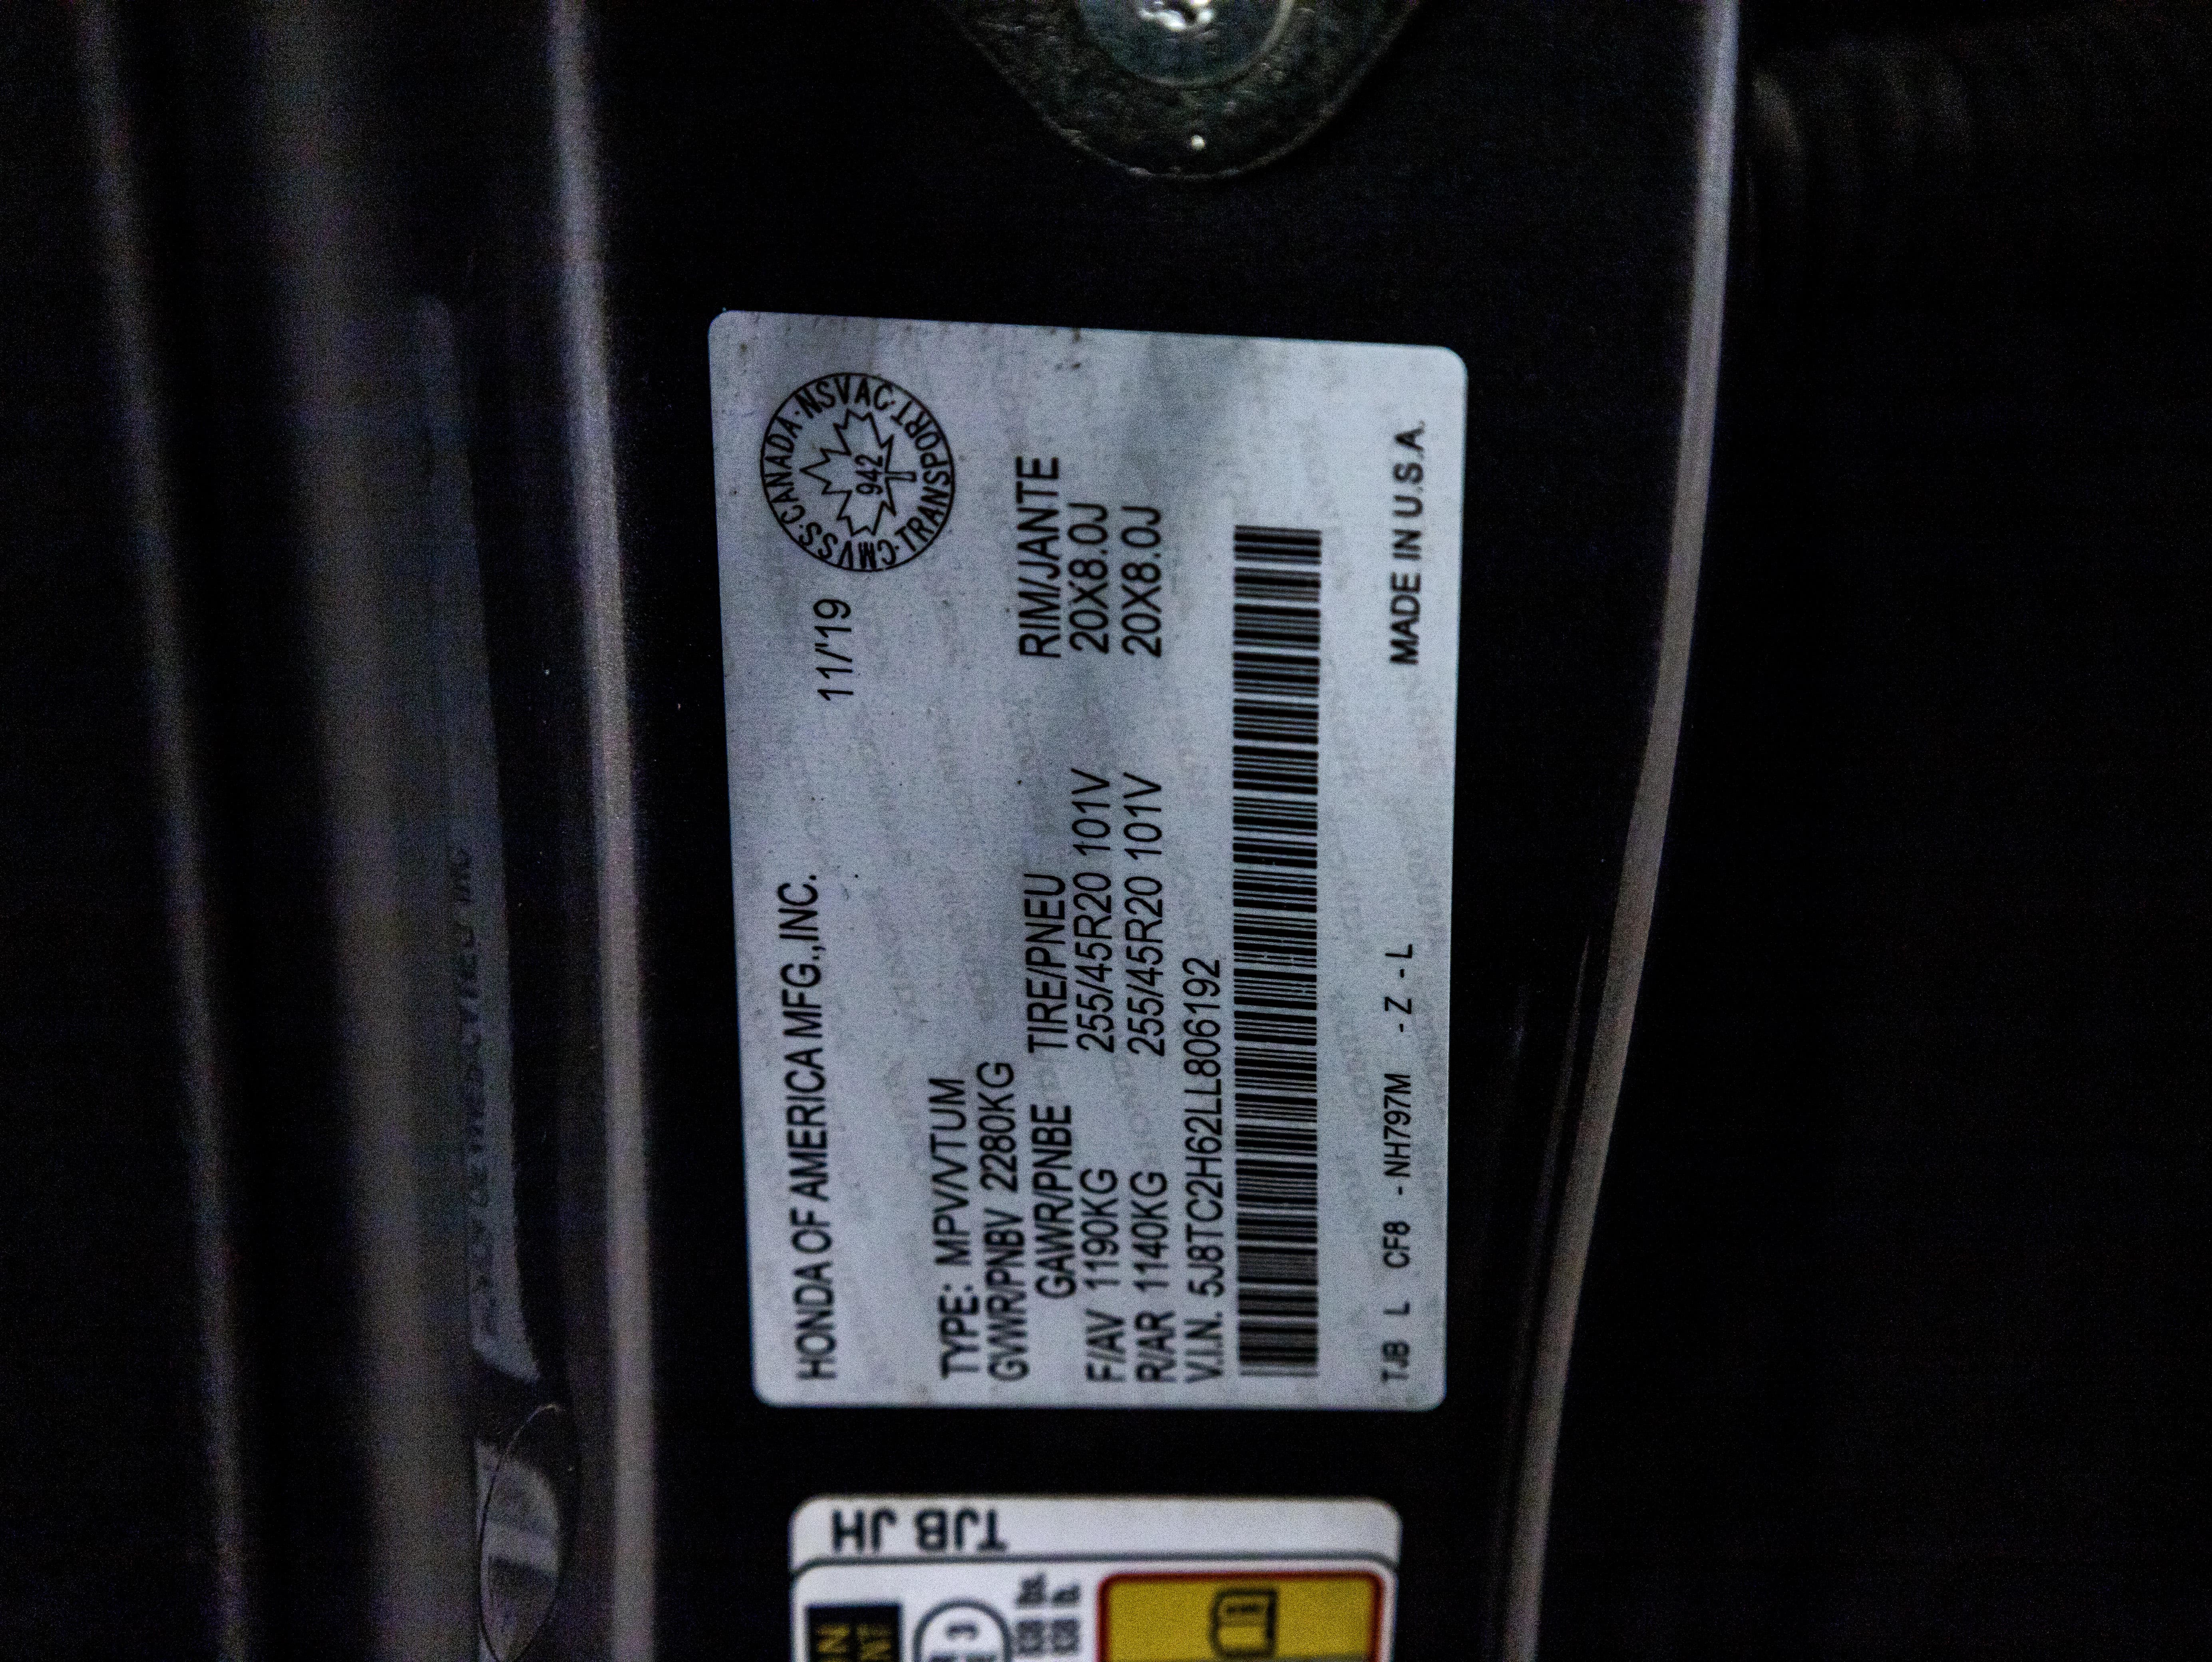 HONDA OF AMERICA MFG.,INC.
11/'19
CMVSS·CANADA·NSVAC·TRANSPORT·TRANSPORT
942
TYPE: MPV/VTUM
GVWR/PNBV 2280KG
GAWR/PNBE TIRE/PNEU RIM/JANTE
F/AV 1190KG 255/45R20 101V 20X8.0J
R/AR 1140KG 255/45R20 101V 20X8.0J
V.I.N. 5J8TC2H62LL806192
TJB L CF8 -NH797M -Z-L MADE IN U.S.A.
TJB JH